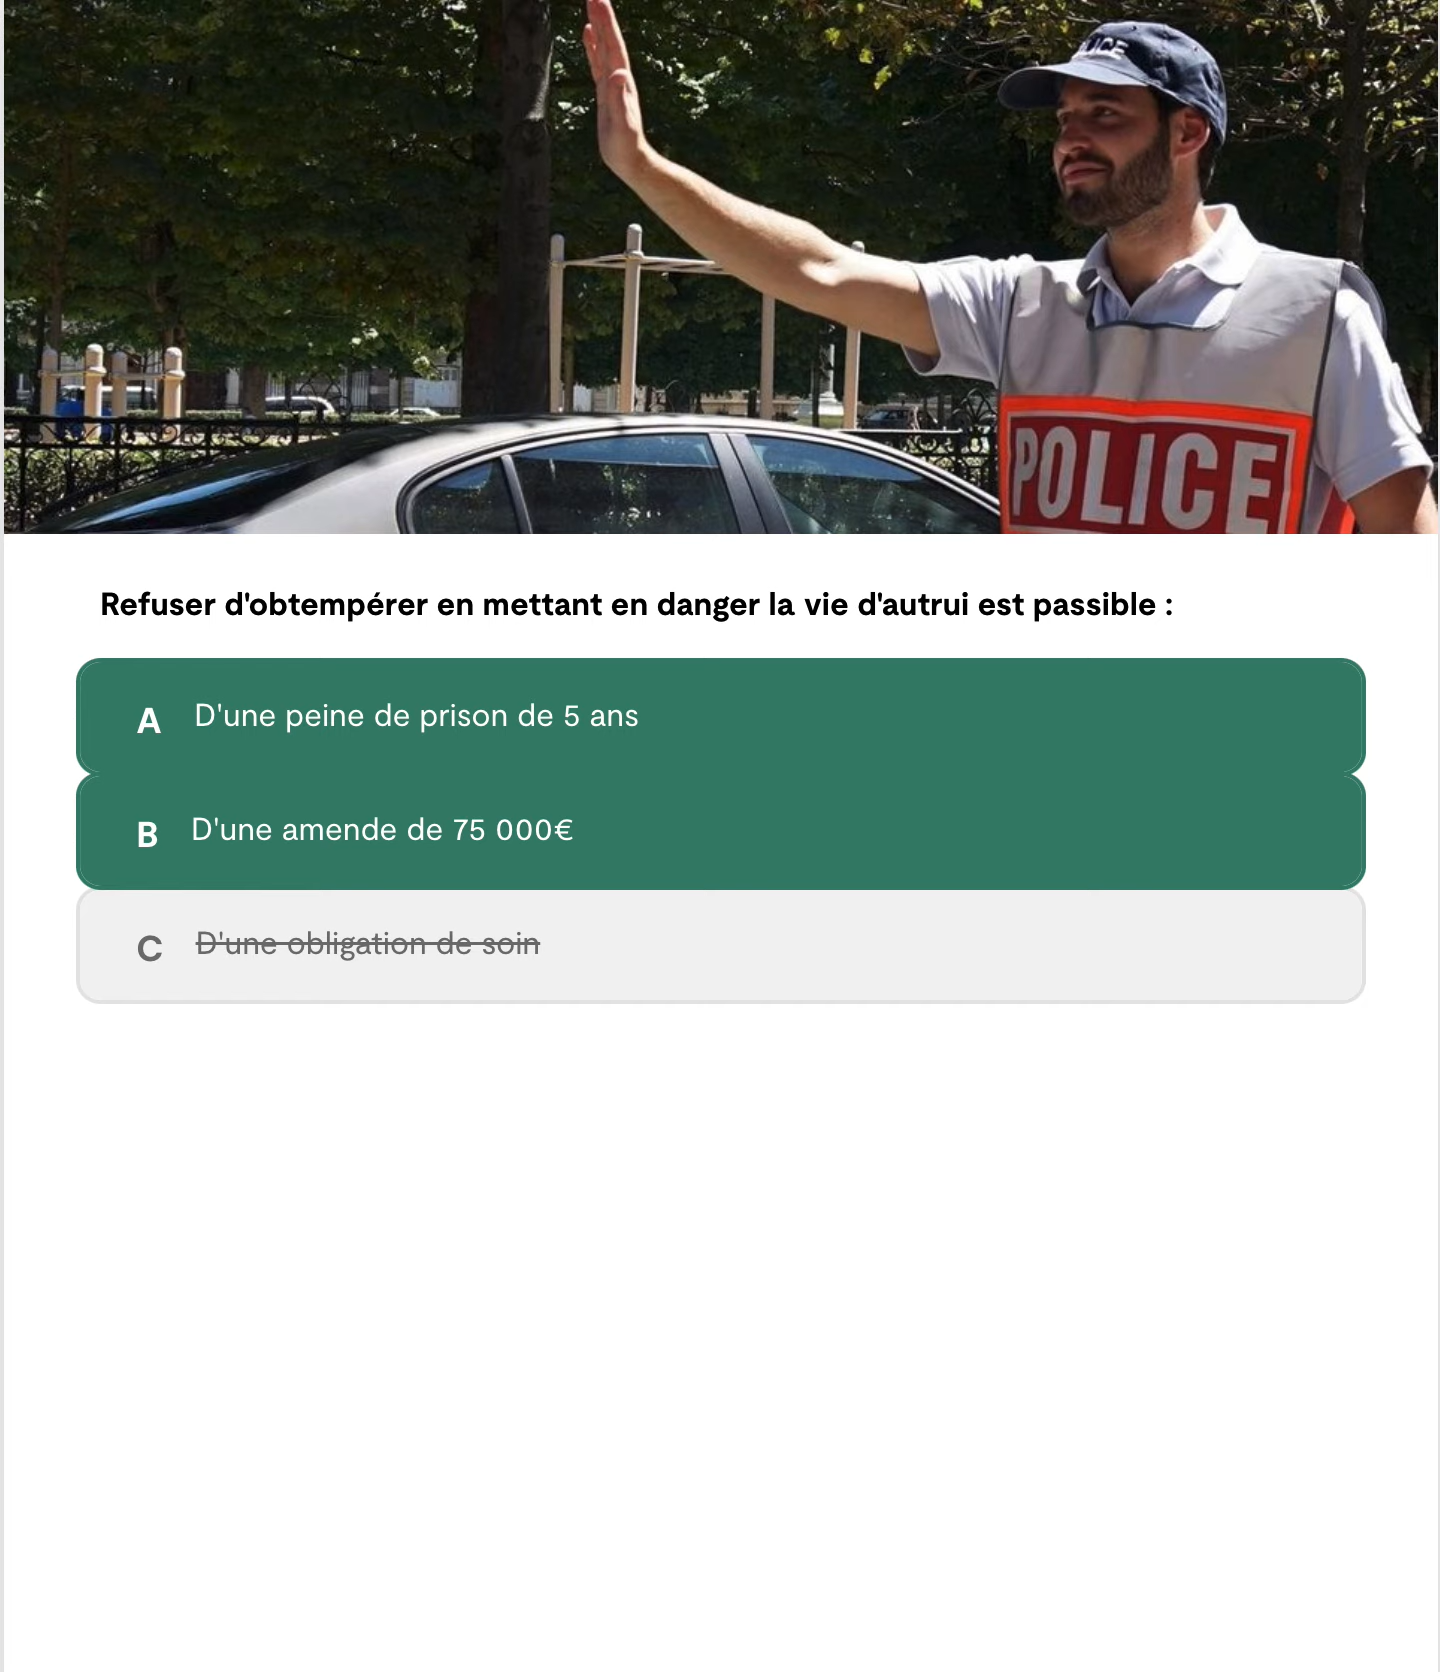 POLICE
POLICE
Refuser d'obtempérer en mettant en danger la vie d'autrui est passible :
A D'une peine de prison de 5 ans
B D'une amende de 75 000€
C D'une obligation de soin